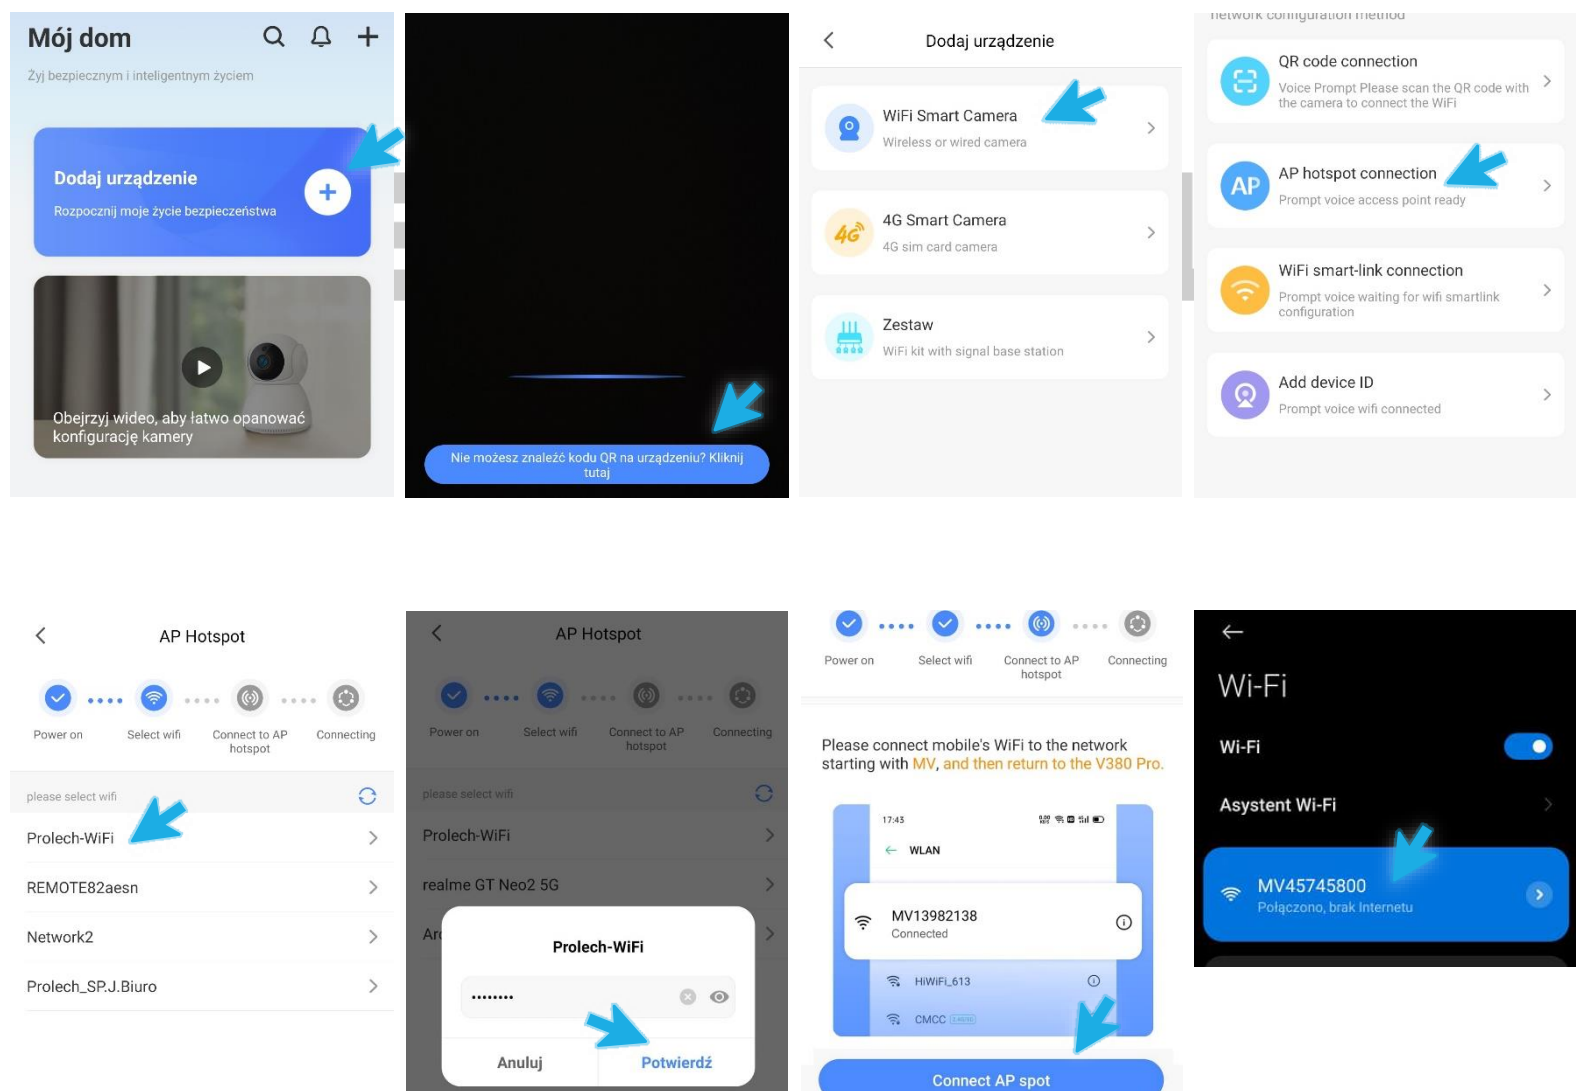 Mój dom
Żyj bezpiecznym i inteligentnym życiem
Dodaj urządzenie
Rozpocznij moje życie bezpieczeństwa
Obejrzyj wideo, aby łatwo opanować
konfigurację kamery
Nie możesz znaleźć kodu QR na urządzeniu? Kliknij
tutaj
Dodaj urządzenie
WiFi Smart Camera
Wireless or wired camera
4G
4G Smart Camera
4G sim card camera
Zestaw
WiFi kit with signal base station
network configuration method
QR code connection
Voice Prompt Please scan the QR code with
the camera to connect the WiFi
AP
AP hotspot connection
Prompt voice access point ready
WiFi smart-link connection
Prompt voice waiting for wifi smartlink
configuration
Add device ID
Prompt voice wifi connected
AP Hotspot
Power on
Select wifi
Connect to AP
hotspot
Connecting
please select wifi
Prolech-WiFi
REMOTE82aesn
Network2
Prolech_SP.J.Biuro
AP Hotspot
Power on
Select wifi
Connect to AP
hotspot
Connecting
please select wifi
Prolech-WiFi
realme GT Neo2 5G
Prolech-WiFi
••••••••
Anuluj
Potwierdź
Power on
Select wifi
Connect to AP
hotspot
Connecting
Please connect mobile's WiFi to the network
starting with MV, and then return to the V380 Pro.
17:43
WLAN
MV13982138
Connected
HiWiFi_613
CMCC
Connect AP spot
Wi-Fi
Wi-Fi
Asystent Wi-Fi
MV45745800
Połączono, brak Internetu